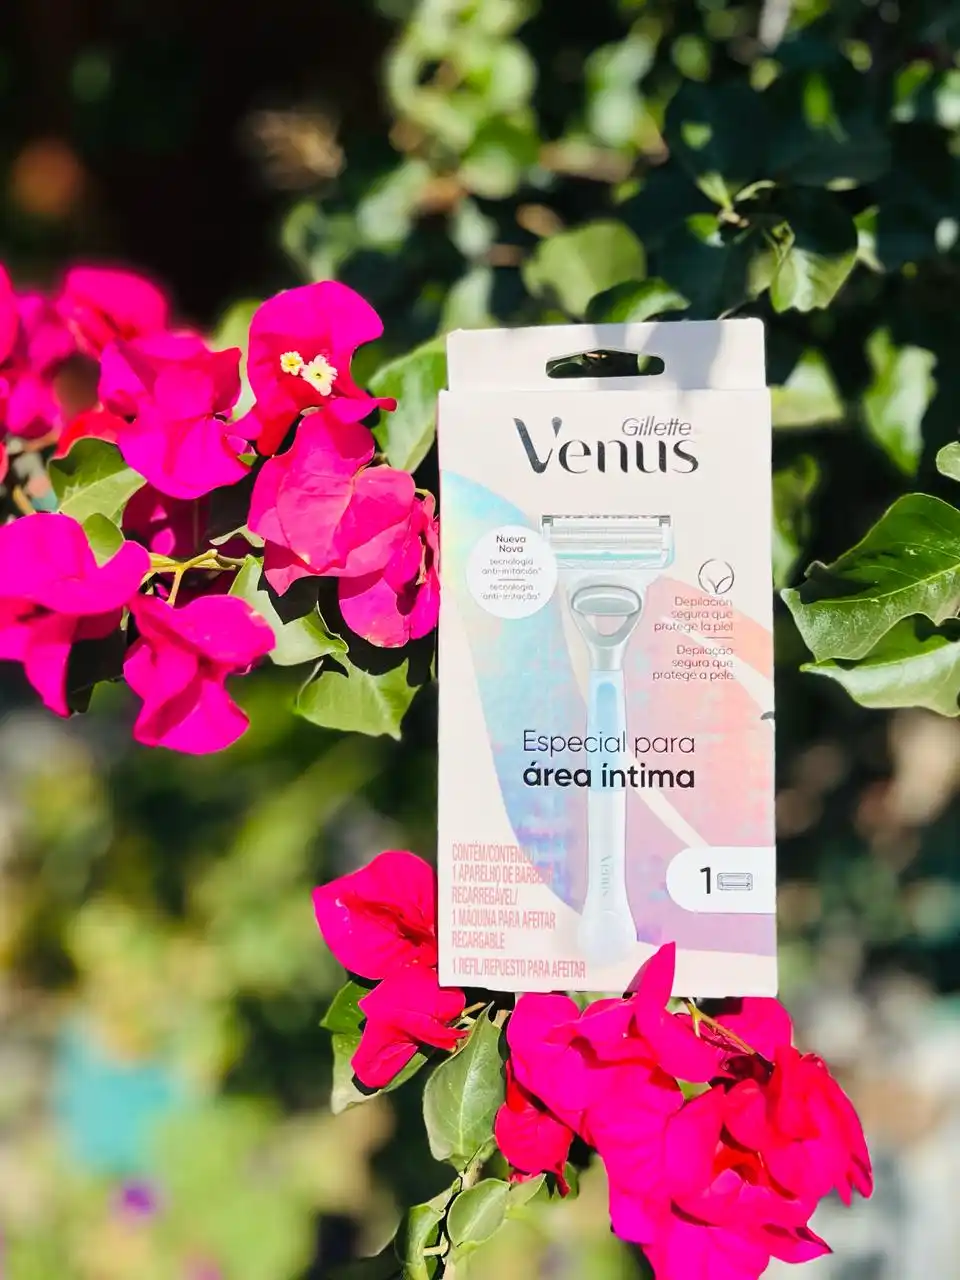 Gillette
Venus
Nueva
Nova
tecnología
anti-irritación*
tecnologia
anti-irritação*
Depilación
segura que
protege la piel
Depilação
segura que
protege a pele
Especial para
área íntima
CONTÉM/CONTENIDO
1 APARELHO DE BARBEAR
RECARREGÁVEL/
1 MÁQUINA PARA AFEITAR
RECARGABLE
1 REFIL/REPUESTO PARA AFEITAR
1
VENUS